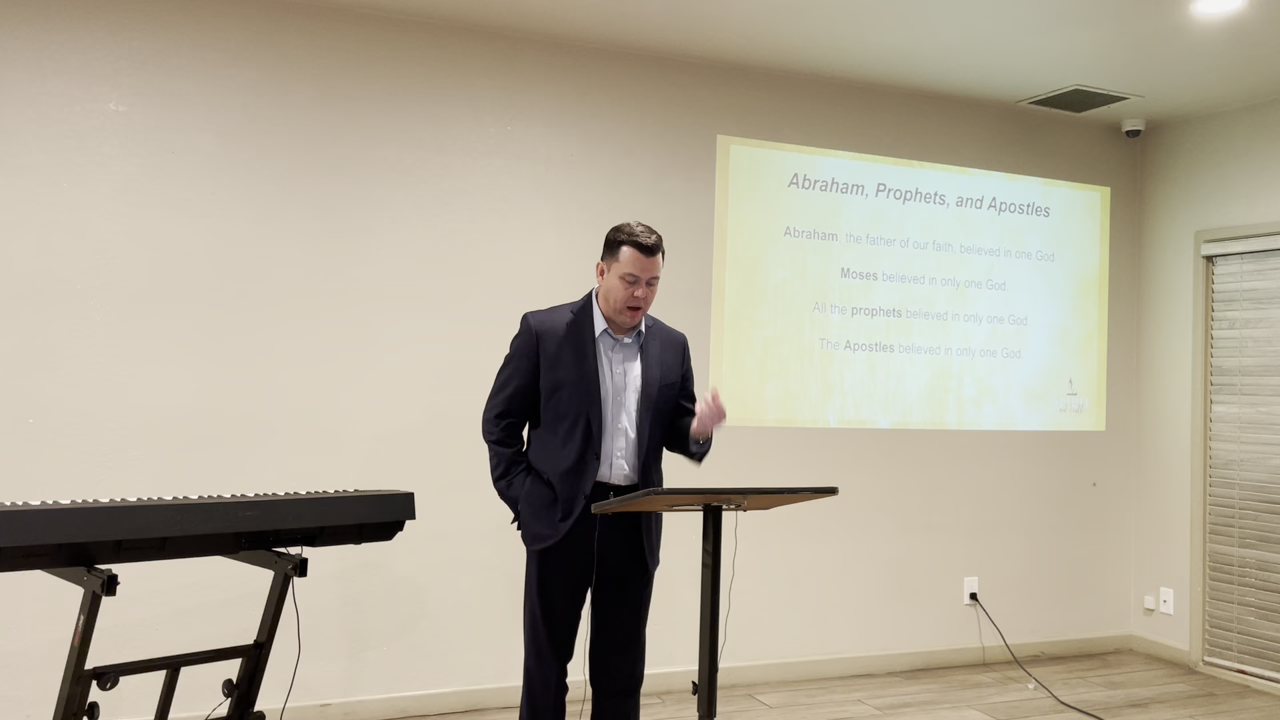 Abraham, Prophets, and Apostles
Abraham, the father of our faith, believed in one God
Moses believed in only one God.
All the prophets believed in only one God
The Apostles believed in only one God.